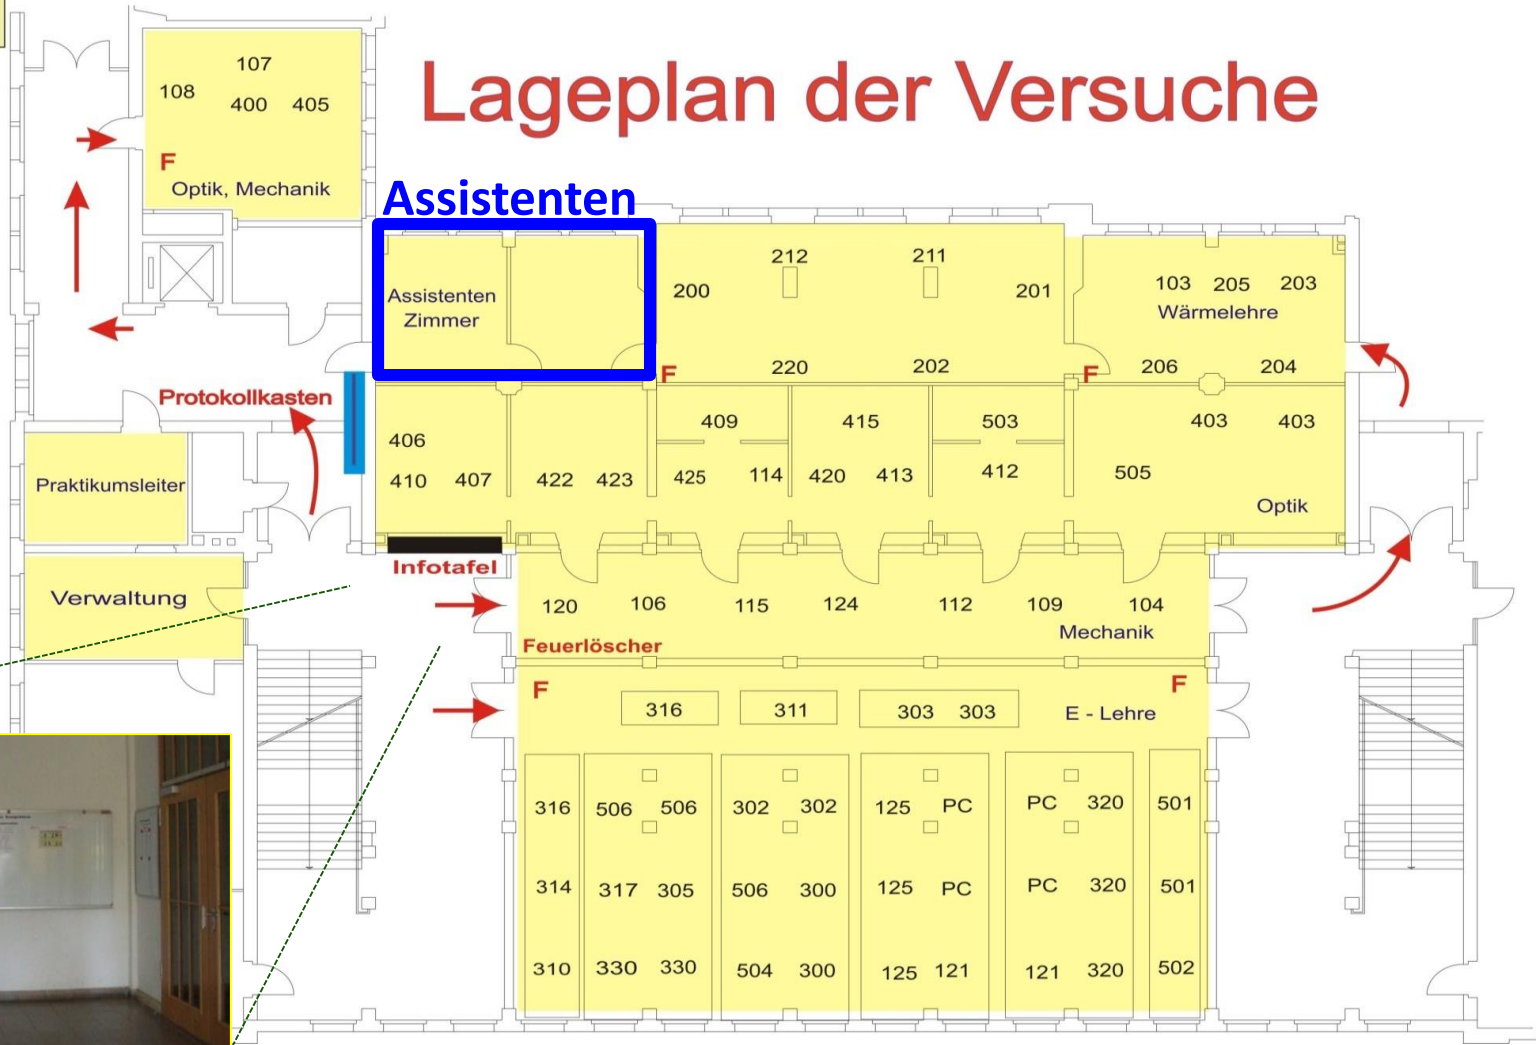 Lageplan der Versuche
107
108 400 405
F
Optik, Mechanik
Assistenten
Assistenten
Zimmer
212 211
200 201
220 202
F
103 205 203
Wärmelehre
F 206 204
Protokollkasten
406
410 407
422 423
409
425 114
415
420 413
503
412
403 403
505
Optik
Praktikumsleiter
Infotafel
Verwaltung
120 106 115 124 112 109 104
Mechanik
Feuerlöscher
F F
316 311 303 303 E - Lehre
316 506 506 302 302 125 PC PC 320 501
314 317 305 506 300 125 PC PC 320 501
310 330 330 504 300 125 121 121 320 502